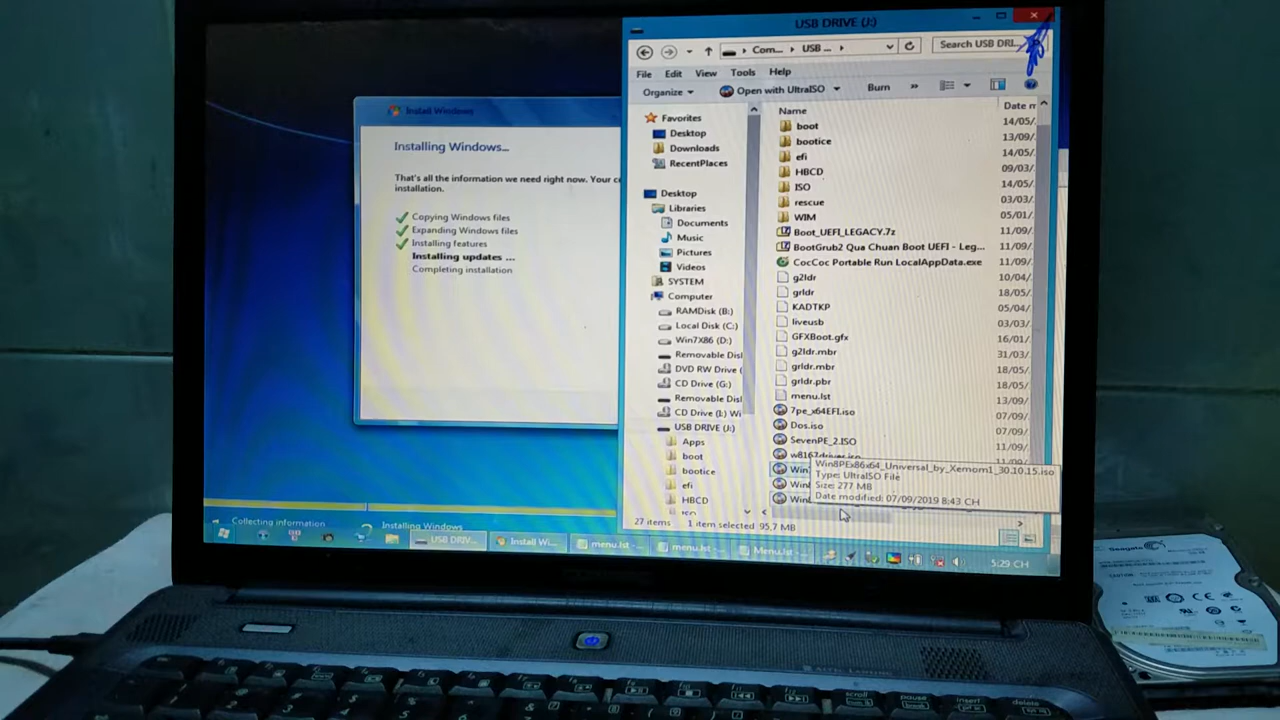 Install Windows
Installing Windows...
That's all the information we need right now. Your
installation.
Copying Windows files
Expanding Windows files
Installing features
Installing updates ...
Completing installation
Collecting information
Installing Windows
USB DRIVE (J:)
Com...
USB ...
Search USB DRI...
File Edit View Tools Help
Organize
Open with UltraISO
Burn
Favorites
Desktop
Downloads
RecentPlaces
Desktop
Libraries
Documents
Music
Pictures
Videos
SYSTEM
Computer
RAMDisk (B:)
Local Disk (C:)
Win7X86 (D:)
Removable Disl
DVD RW Drive (
CD Drive (G:)
Removable Disl
CD Drive (I:) Wi
USB DRIVE (J:)
Apps
boot
bootice
efi
HBCD
Name Date m
boot 14/05/
bootice 13/09/
efi 14/05/
HBCD 09/03/
ISO 14/05/
rescue 03/03/
WIM 05/01/
Boot_UEFI_LEGACY.7z 11/09/
BootGrub2 Qua Chuan Boot UEFI - Leg... 11/09/
CocCoc Portable Run LocalAppData.exe 11/09/
g2ldr 10/04/
grldr 18/05/
KADTKP 05/04/
liveusb 03/03/
GFXBoot.gfx 16/01/
g2ldr.mbr 31/03/
grldr.mbr 18/05/
grldr.pbr 18/05/
menu.lst 13/09/
7pe_x64EFI.iso 07/09/
Dos.iso 07/09/
SevenPE_2.ISO 11/09/
w8167driver.iso
Win8PEx86x64_Universal_by_Xemom1_30.10.15.iso
Type: UltraISO File
Size: 277 MB
Date modified: 07/09/2019 8:43 CH
27 items 1 item selected 95,7 MB
USB DRIV...
Install Wi...
menu.lst -...
menu.lst -...
Menu.lst -...
5:29 CH
Seagate
scroll
pause
insert